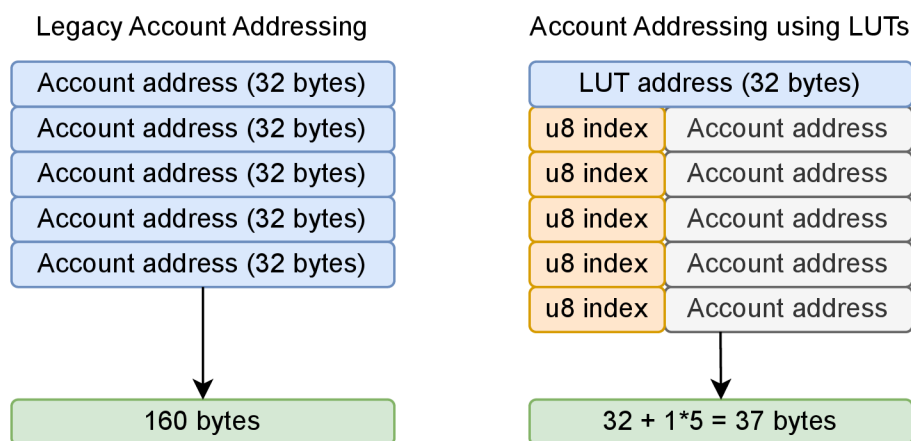 Legacy Account Addressing
Account address (32 bytes)
Account address (32 bytes)
Account address (32 bytes)
Account address (32 bytes)
Account address (32 bytes)
160 bytes
Account Addressing using LUTs
LUT address (32 bytes)
u8 index Account address
u8 index Account address
u8 index Account address
u8 index Account address
u8 index Account address
32 + 1*5 = 37 bytes